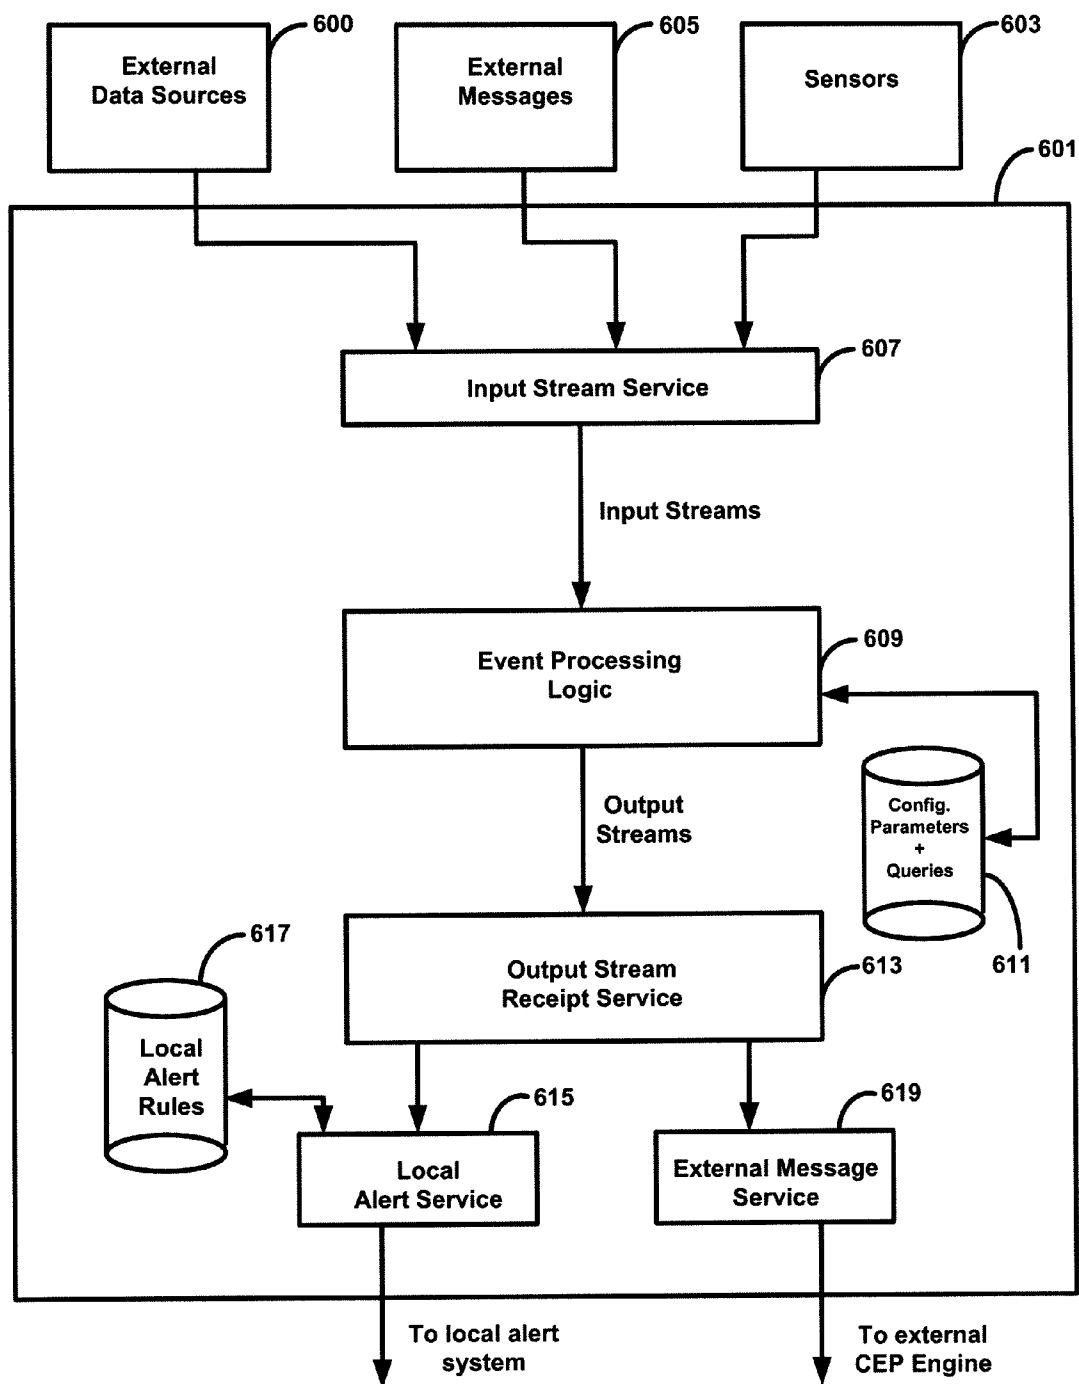 600
External
Data Sources
605
External
Messages
603
Sensors
601
607
Input Stream Service
Input Streams
609
Event Processing
Logic
Output
Streams
Config.
Parameters
+
Queries
611
617
Local
Alert
Rules
613
Output Stream
Receipt Service
615
Local
Alert Service
619
External Message
Service
To local alert
system
To external
CEP Engine